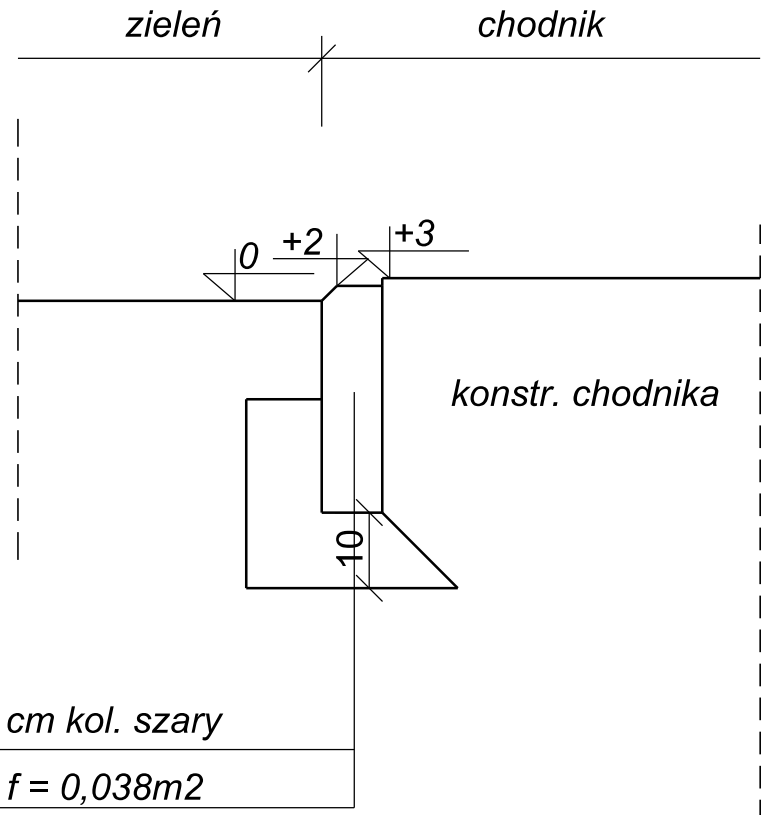 zieleń
chodnik
0
+2
+3
konstr. chodnika
10
cm kol. szary
f = 0,038m2